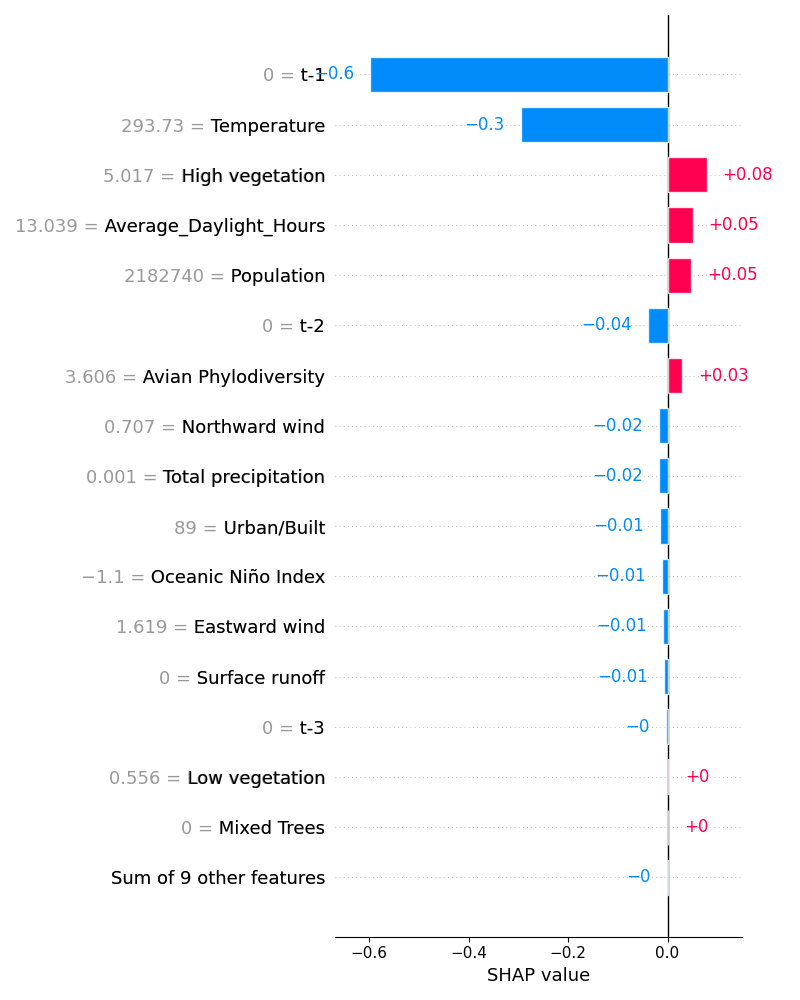 0 = t-1 −0.6
293.73 = Temperature −0.3
5.017 = High vegetation +0.08
13.039 = Average_Daylight_Hours +0.05
2182740 = Population +0.05
0 = t-2 −0.04
3.606 = Avian Phylodiversity +0.03
0.707 = Northward wind −0.02
0.001 = Total precipitation −0.02
89 = Urban/Built −0.01
−1.1 = Oceanic Niño Index −0.01
1.619 = Eastward wind −0.01
0 = Surface runoff −0.01
0 = t-3 −0
0.556 = Low vegetation +0
0 = Mixed Trees +0
Sum of 9 other features −0
−0.6 −0.4 −0.2 0.0
SHAP value